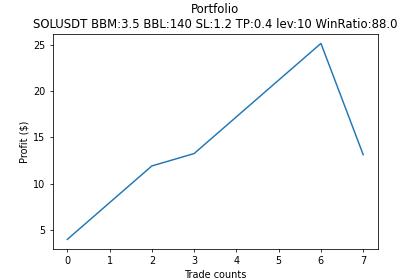 Portfolio
SOLUSDT BBM:3.5 BBL:140 SL:1.2 TP:0.4 lev:10 WinRatio:88.0
25
20
15
10
5
Profit ($)
0 1 2 3 4 5 6 7
Trade counts